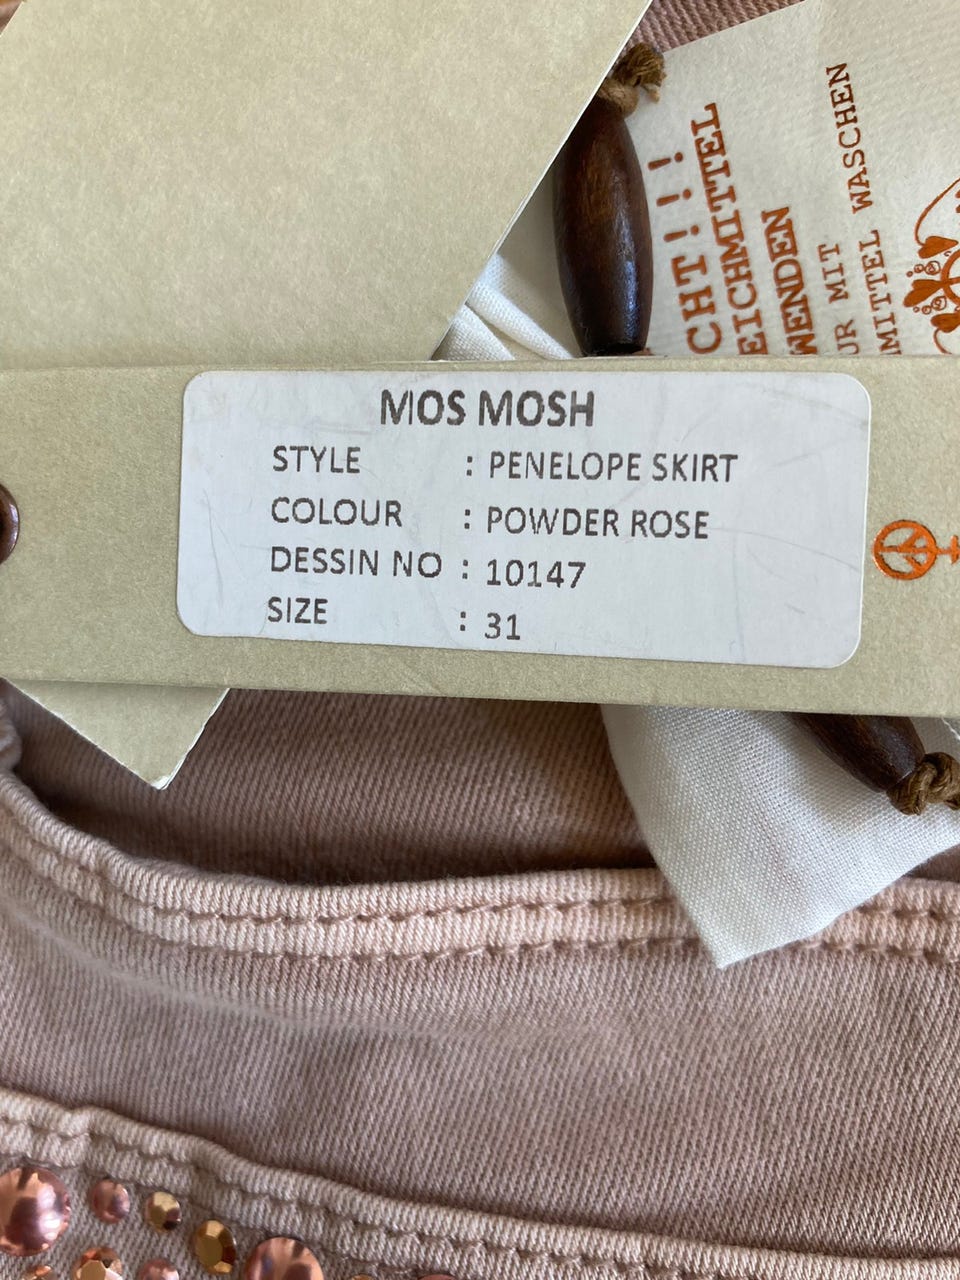 MOS MOSH
STYLE : PENELOPE SKIRT
COLOUR : POWDER ROSE
DESSIN NO : 10147
SIZE : 31
CHT!!!
EICHMITTEL
WENDEN
UR MIT
MITTEL WASCHEN